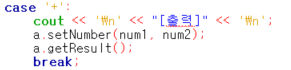 case '+':
cout << '₩n' << "[출력]" << '₩n';
a.setNumber(num1, num2);
a.getResult();
break;